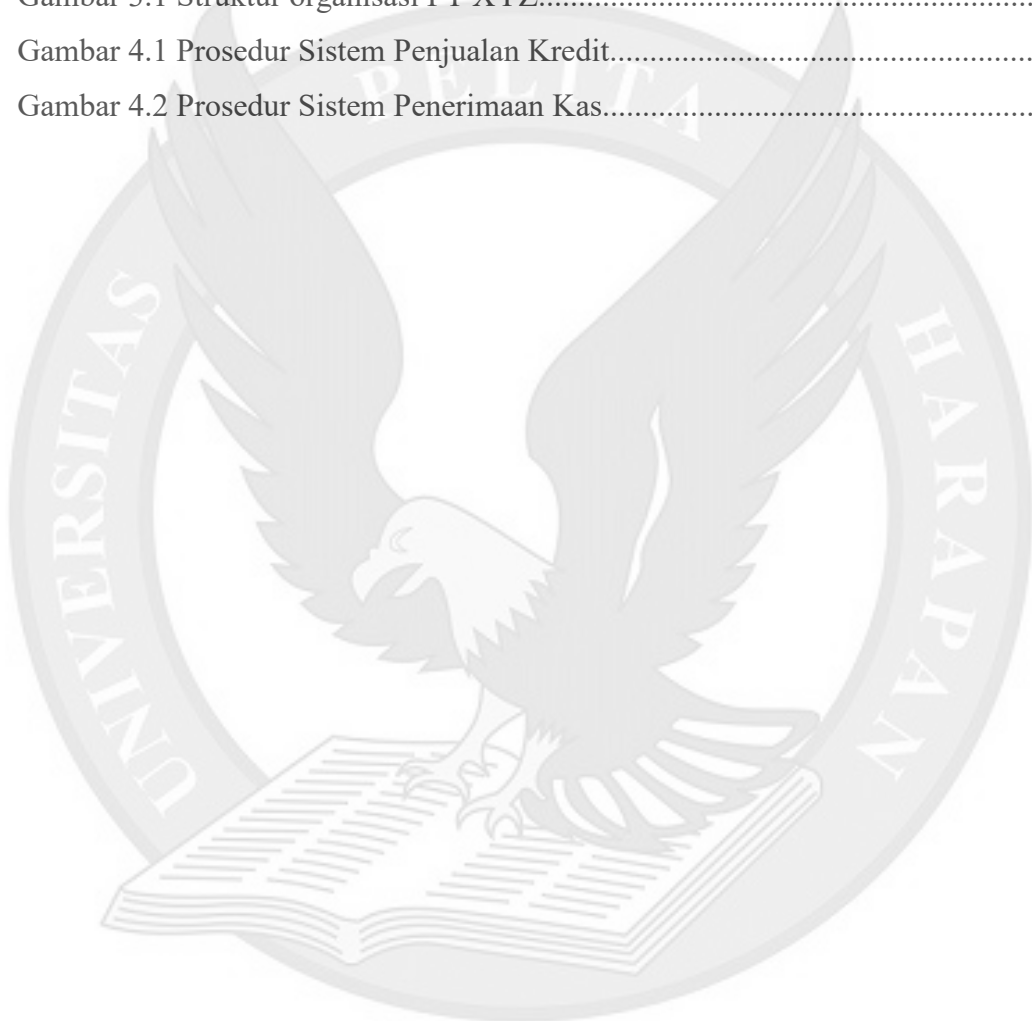 Gambar 3.1 Struktur organisasi PT XYZ...........................................................
Gambar 4.1 Prosedur Sistem Penjualan Kredit...................................................
Gambar 4.2 Prosedur Sistem Penerimaan Kas....................................................
UNIVERSITAS PELITA HARAPAN